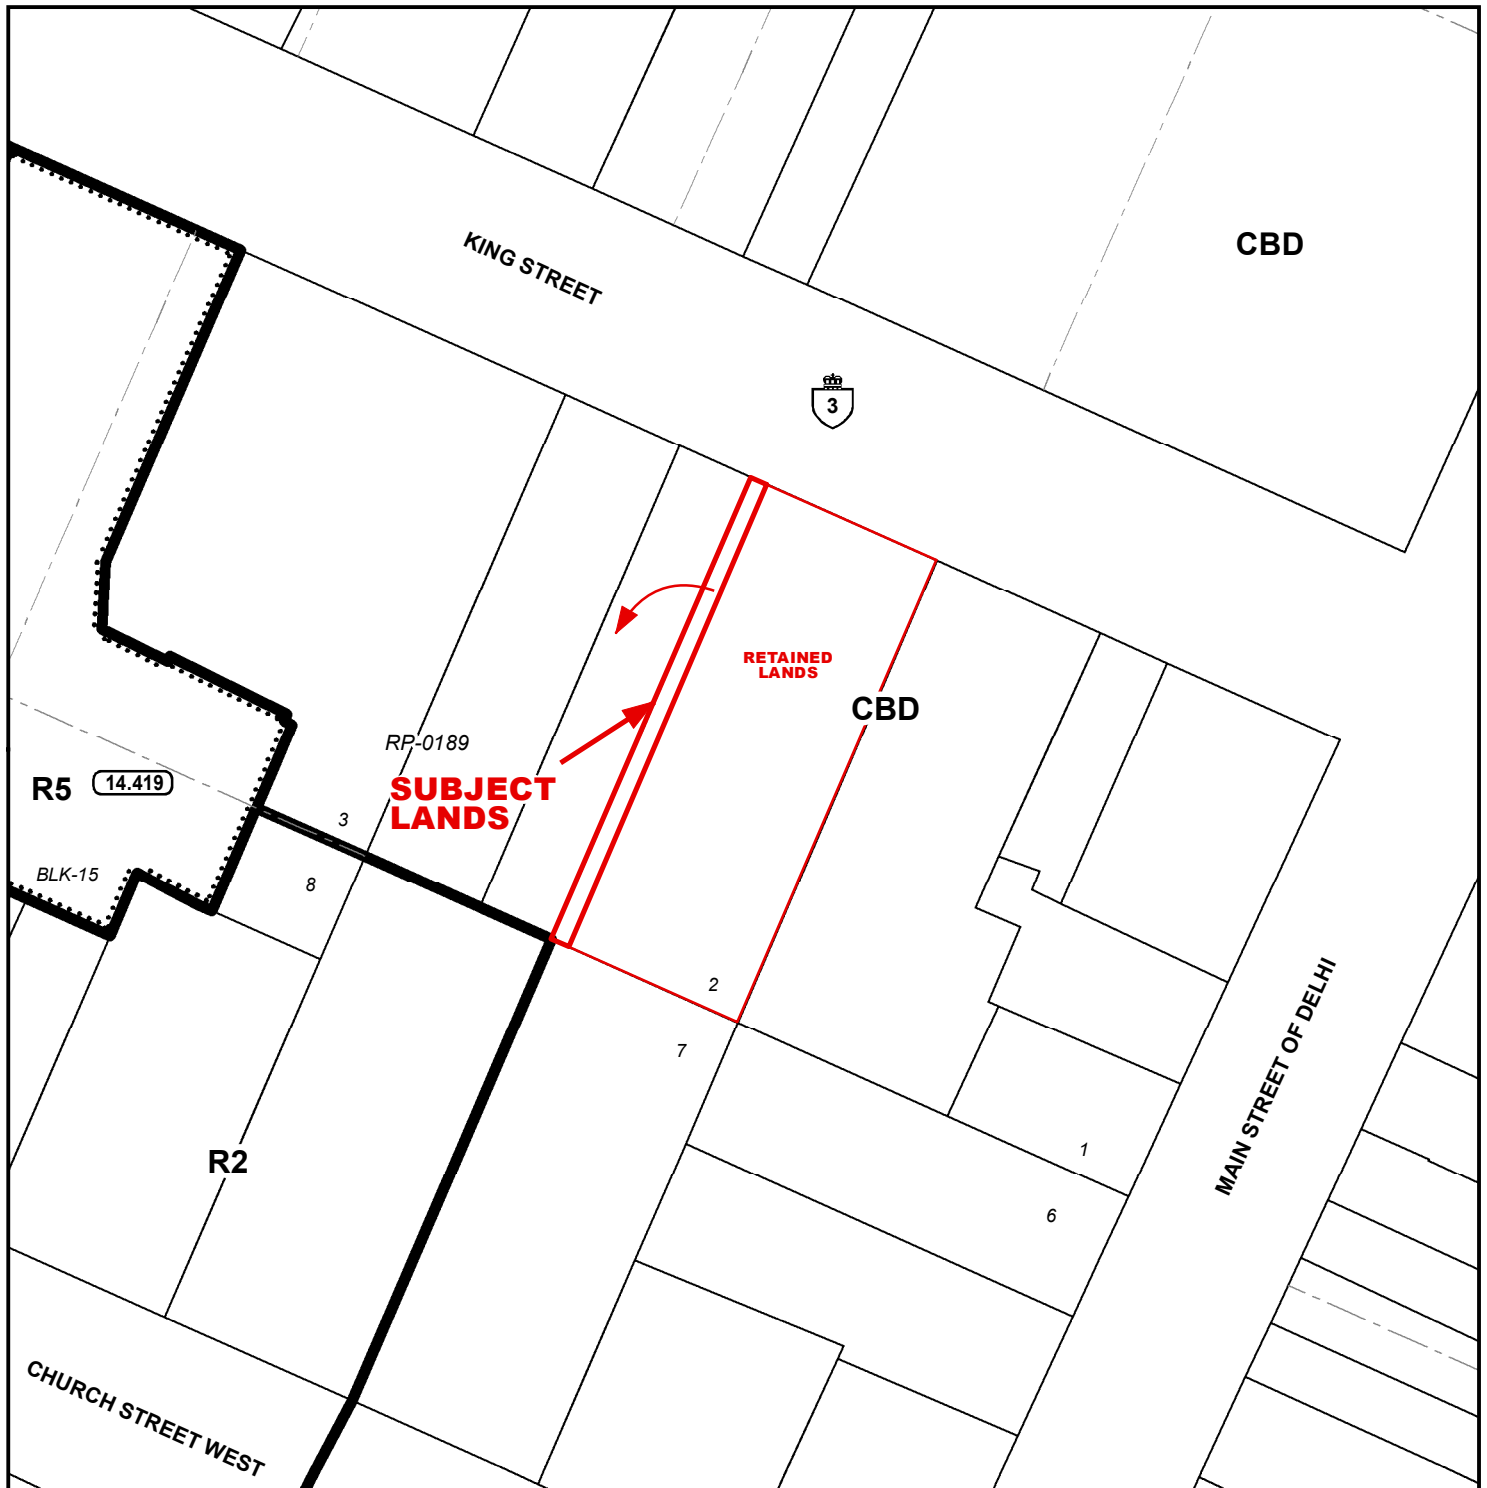 CBD
KING STREET
3
RETAINED
LANDS
CBD
RP-0189
SUBJECT
LANDS
R5
14.419
3
BLK-15
8
2
7
MAIN STREET OF DELHI
1
R2
6
CHURCH STREET WEST